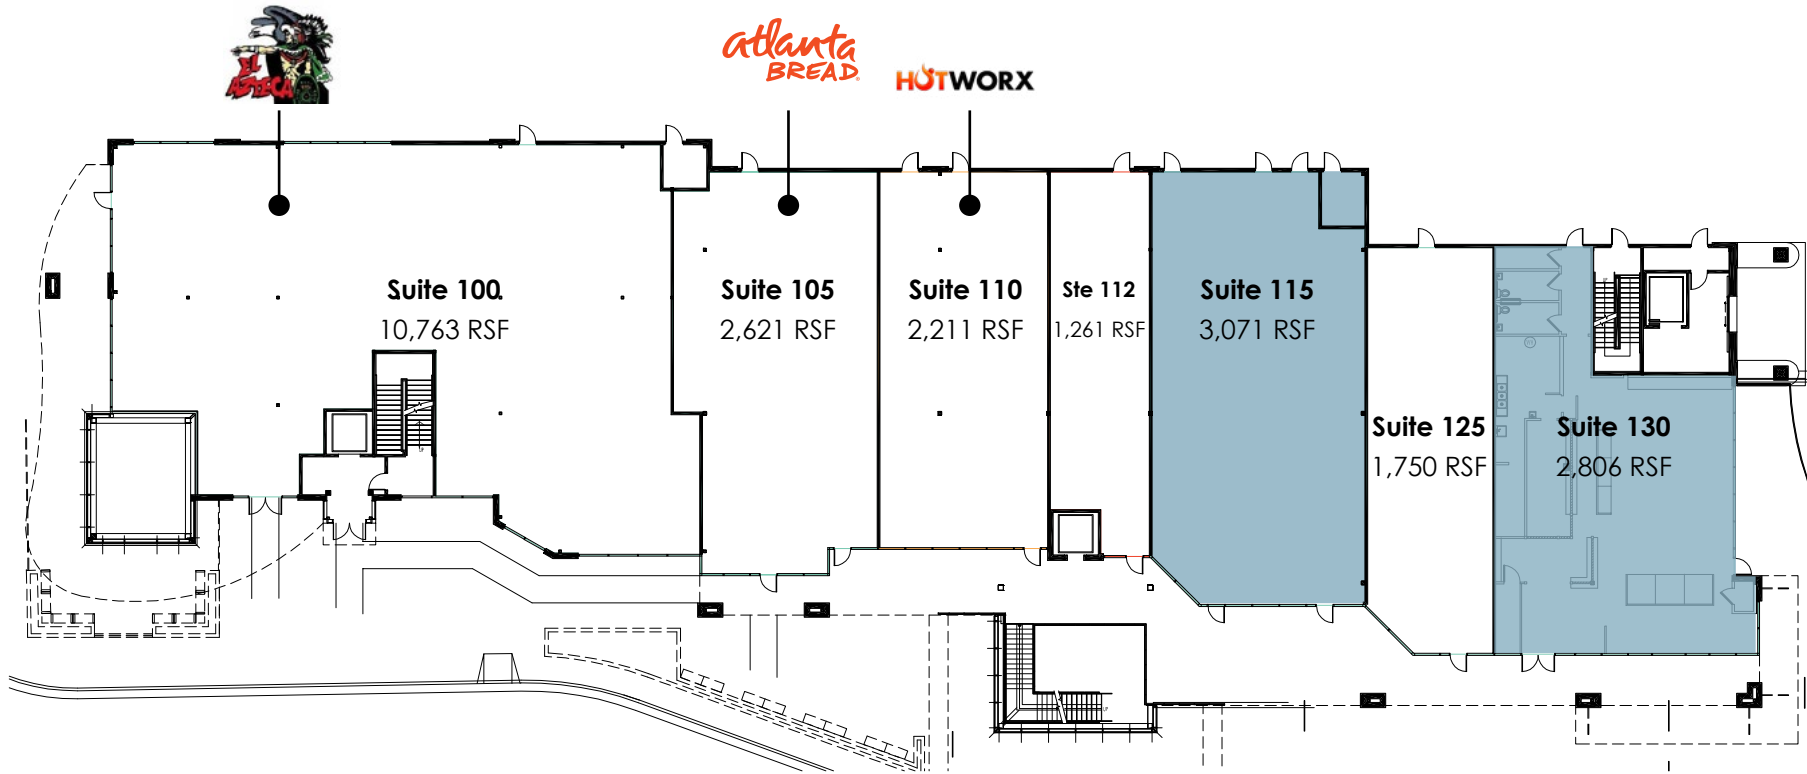 EL
AZTECA
atlanta
BREAD
HOTWORX
Suite 100
10,763 RSF
Suite 105
2,621 RSF
Suite 110
2,211 RSF
Ste 112
1,261 RSF
Suite 115
3,071 RSF
Suite 125
1,750 RSF
Suite 130
2,806 RSF